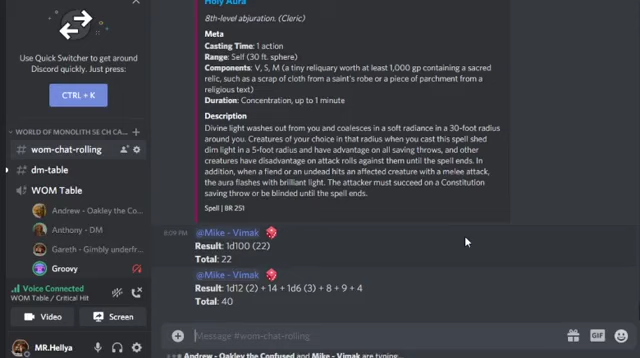 Use Quick Switcher to get
around Discord quickly. Just
press:
CTRL + K
WORLD OF MONOLITH 5E CH CA...
# wom-chat-rolling
# dm-table
WOM Table
Andrew - Oakley the Co...
Anthony - DM
Gareth - Gimbly underfr...
Groovy
Voice Connected
WOM Table / Critical Hit
Video
Screen
MR.Hellya
Holy Aura
8th-level abjuration. (Cleric)
Meta
Casting Time: 1 action
Range: Self (30 ft. sphere)
Components: V, S, M (a tiny reliquary worth at least 1,000 gp containing a sacred
relic, such as a scrap of cloth from a saint's robe or a piece of parchment from a
religious text)
Duration: Concentration, up to 1 minute
Description
Divine light washes out from you and coalesces in a soft radiance in a 30-foot radius
around you. Creatures of your choice in that radius when you cast this spell shed
dim light in a 5-foot radius and have advantage on all saving throws, and other
creatures have disadvantage on attack rolls against them until the spell ends. In
addition, when a fiend or an undead hits an affected creature with a melee attack,
the aura flashes with brilliant light. The attacker must succeed on a Constitution
saving throw or be blinded until the spell ends.
Spell | BR 251
8:09 PM
@Mike - Vimak
Result: 1d100 (22)
Total: 22
@Mike - Vimak
Result: 1d12 (2) + 14 + 1d6 (3) + 8 + 9 + 4
Total: 40
Message #wom-chat-rolling
GIF
Andrew - Oakley the Confused and Mike - Vimak are typing...